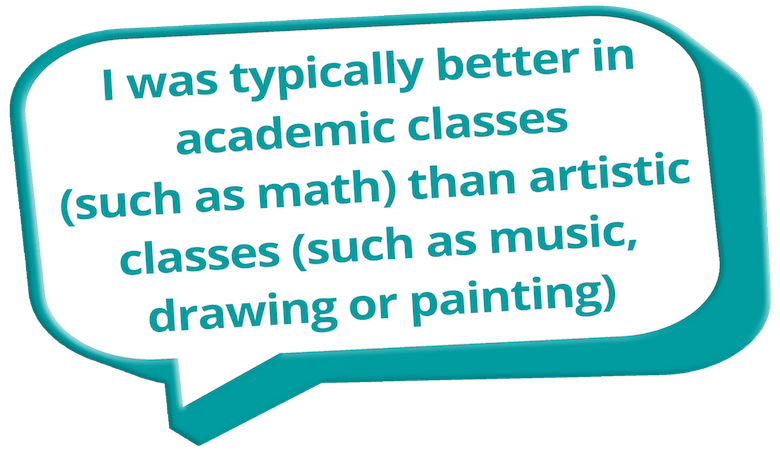 I was typically better in
academic classes
(such as math) than artistic
classes (such as music,
drawing or painting)